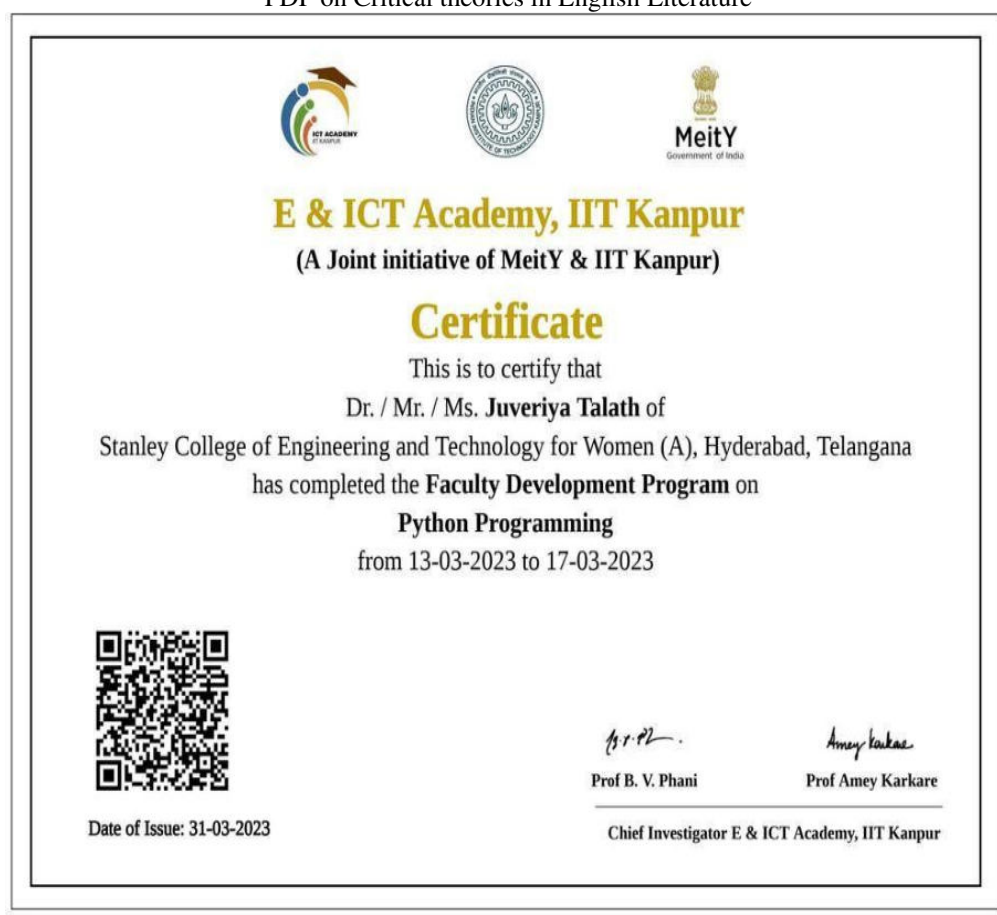 PDF on Critical theories in English Literature
ICT ACADEMY
IIT KANPUR
MeitY
Government of India
E & ICT Academy, IIT Kanpur
(A Joint initiative of MeitY & IIT Kanpur)
Certificate
This is to certify that
Dr. / Mr. / Ms. Juveriya Talath of
Stanley College of Engineering and Technology for Women (A), Hyderabad, Telangana
has completed the Faculty Development Program on
Python Programming
from 13-03-2023 to 17-03-2023
Amey Karkare
Prof B. V. Phani
Prof Amey Karkare
Date of Issue: 31-03-2023
Chief Investigator E & ICT Academy, IIT Kanpur